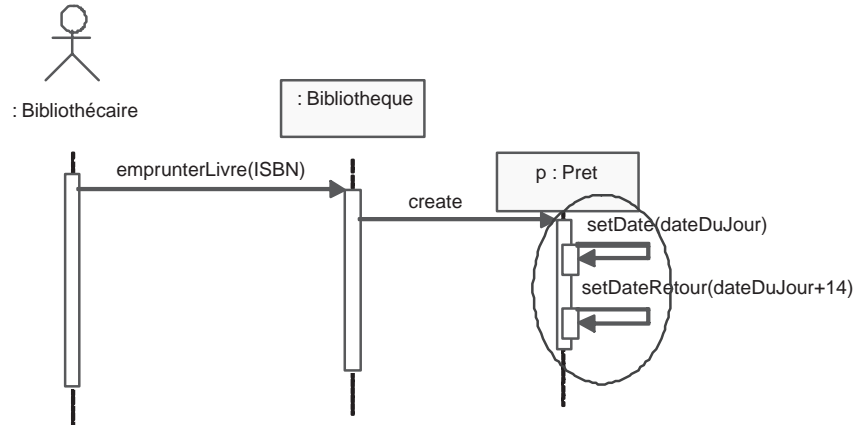 : Bibliothécaire
: Bibliotheque
emprunterLivre(ISBN)
p : Pret
create
setDate(dateDuJour)
setDateRetour(dateDuJour+14)